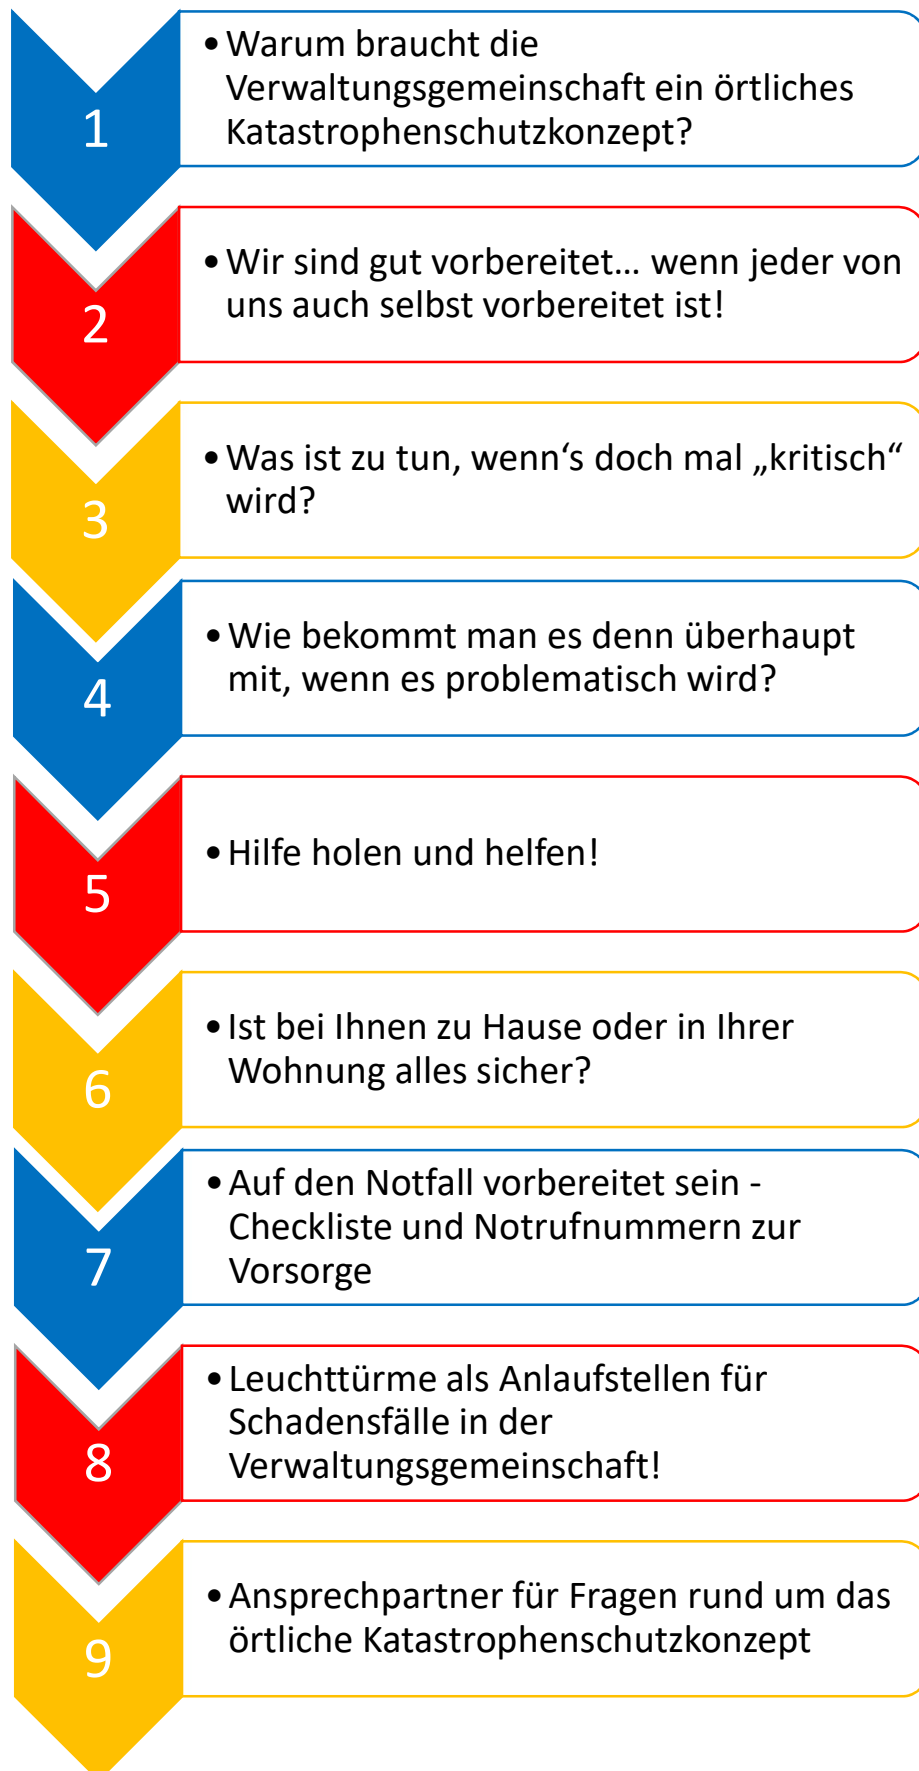 1
• Warum braucht die
Verwaltungsgemeinschaft ein örtliches
Katastrophenschutzkonzept?
2
• Wir sind gut vorbereitet... wenn jeder von
uns auch selbst vorbereitet ist!
3
• Was ist zu tun, wenn‘s doch mal „kritisch“
wird?
4
• Wie bekommt man es denn überhaupt
mit, wenn es problematisch wird?
5
• Hilfe holen und helfen!
6
• Ist bei Ihnen zu Hause oder in Ihrer
Wohnung alles sicher?
7
• Auf den Notfall vorbereitet sein -
Checkliste und Notrufnummern zur
Vorsorge
8
• Leuchttürme als Anlaufstellen für
Schadensfälle in der
Verwaltungsgemeinschaft!
9
• Ansprechpartner für Fragen rund um das
örtliche Katastrophenschutzkonzept